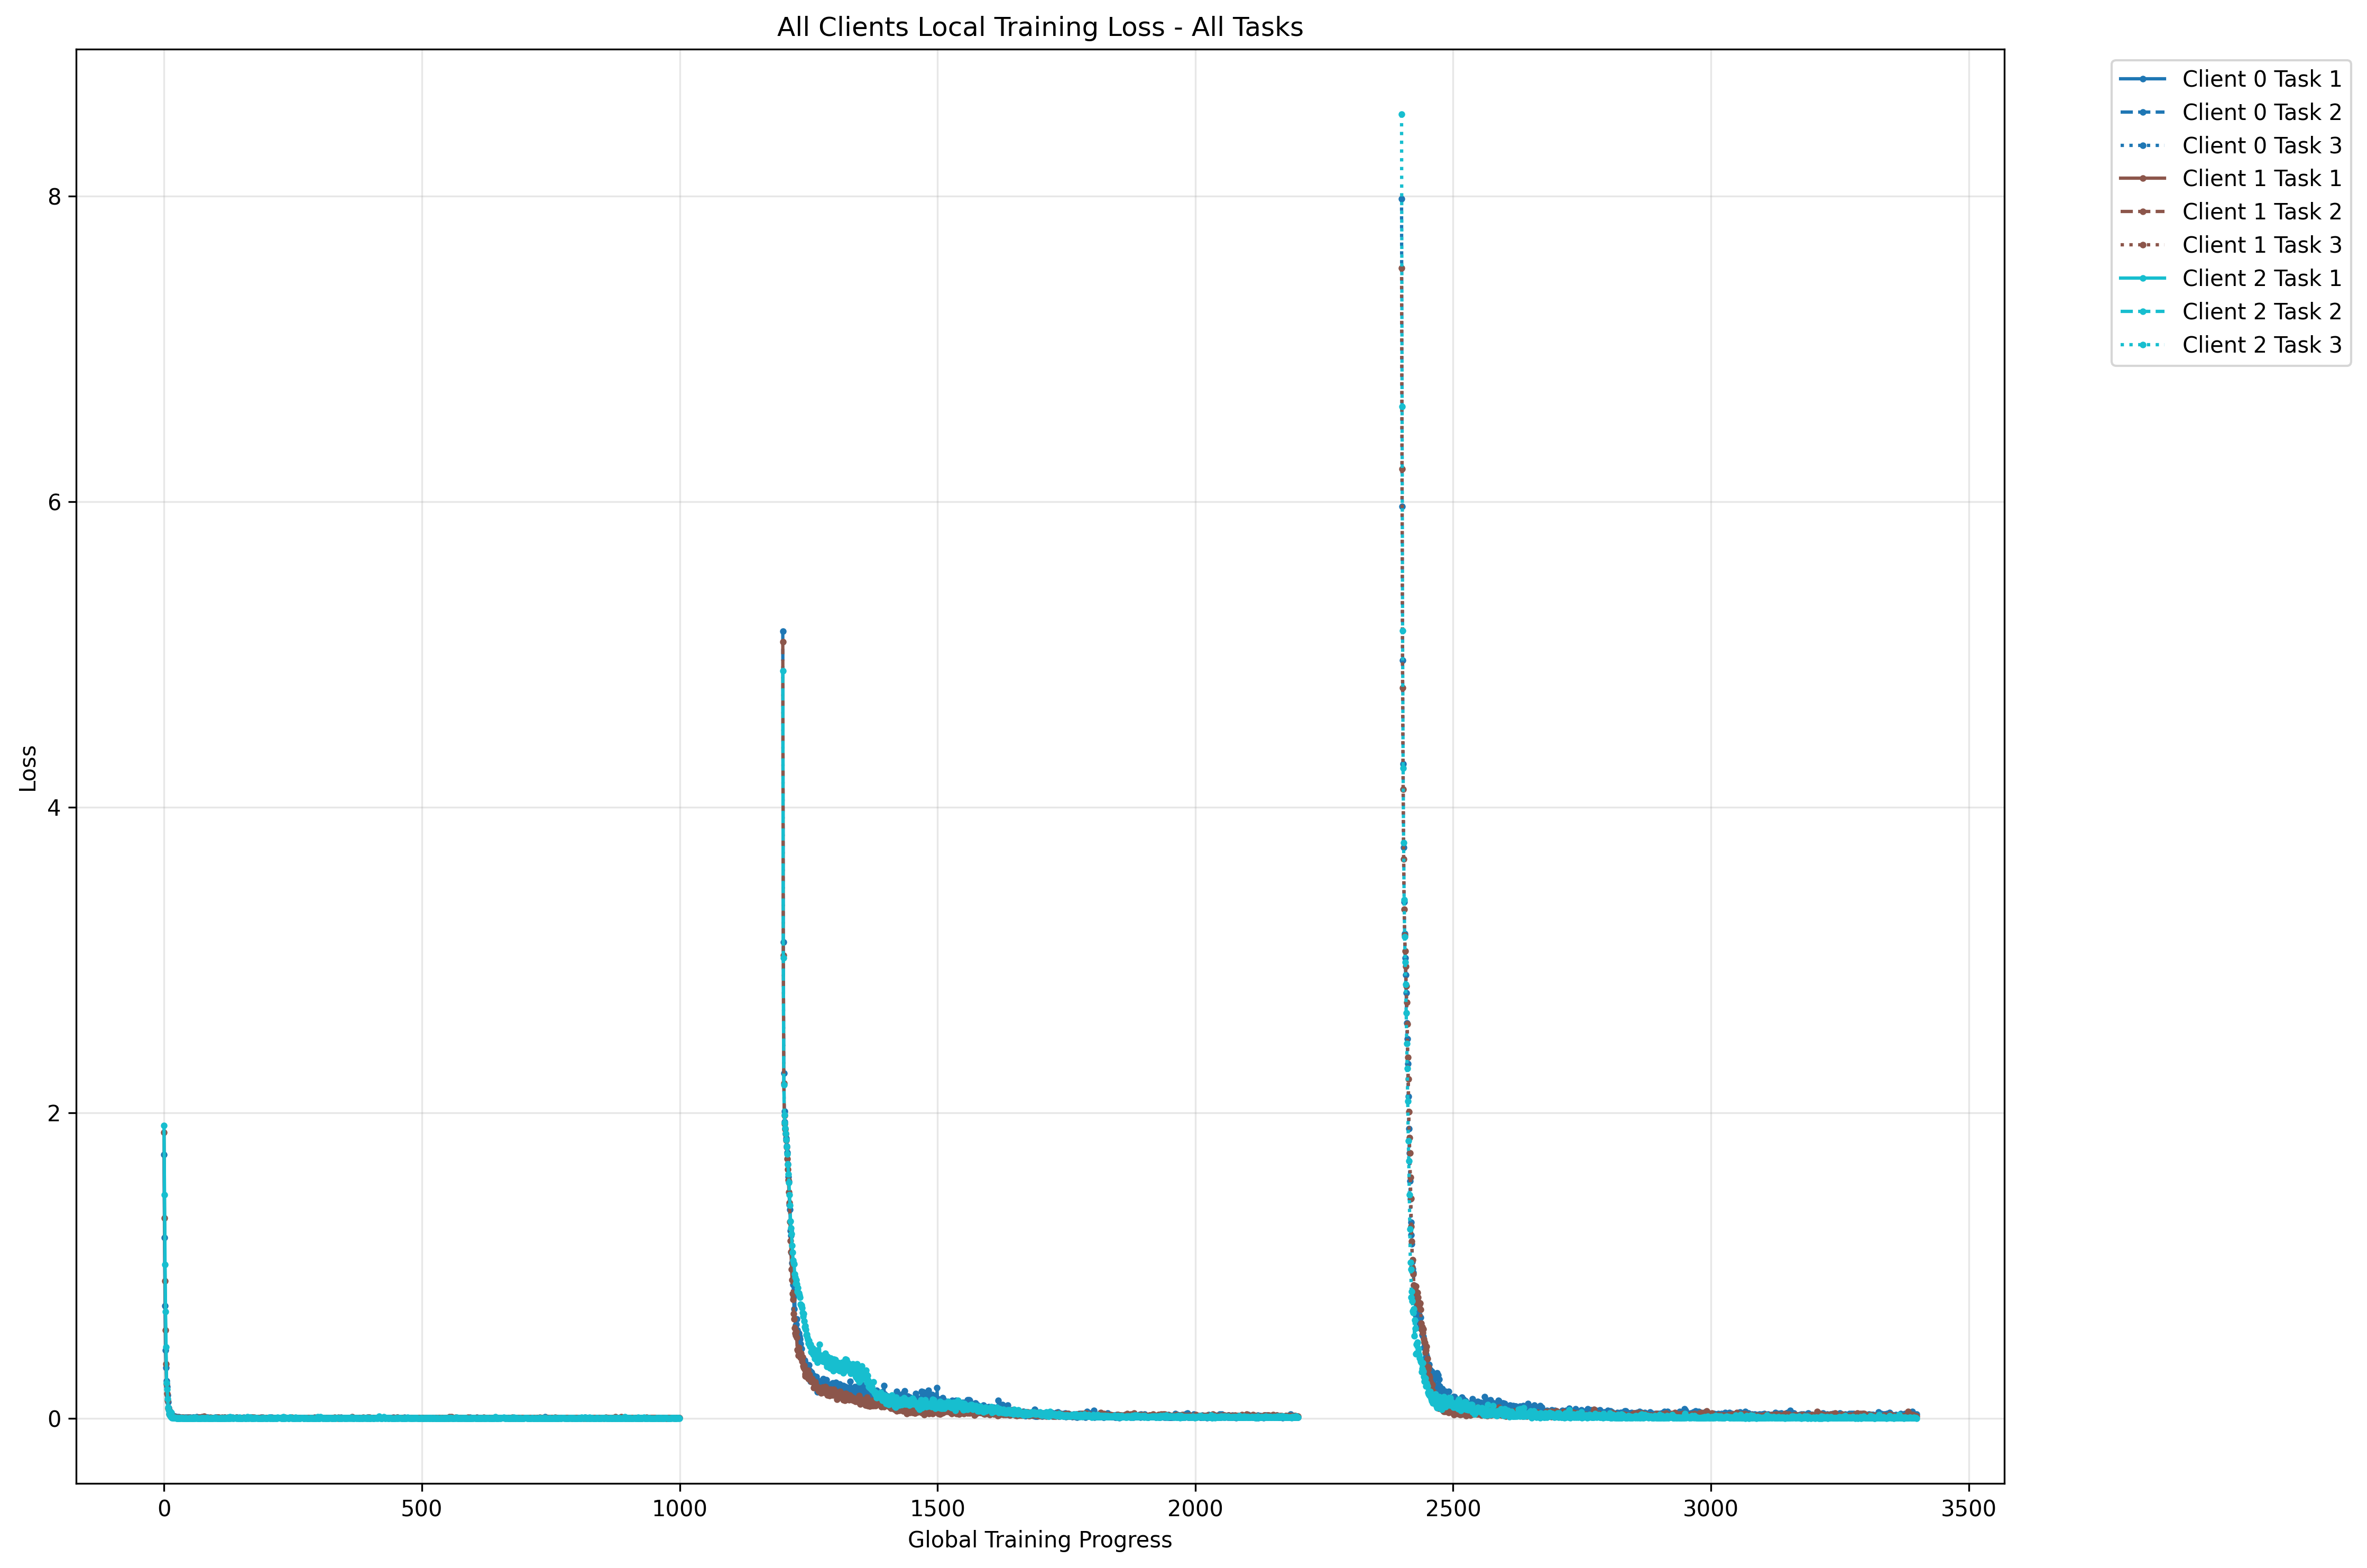 All Clients Local Training Loss - All Tasks
Client 0 Task 1
Client 0 Task 2
Client 0 Task 3
Client 1 Task 1
Client 1 Task 2
Client 1 Task 3
Client 2 Task 1
Client 2 Task 2
Client 2 Task 3
8
6
4
2
0
Loss
0 500 1000 1500 2000 2500 3000 3500
Global Training Progress